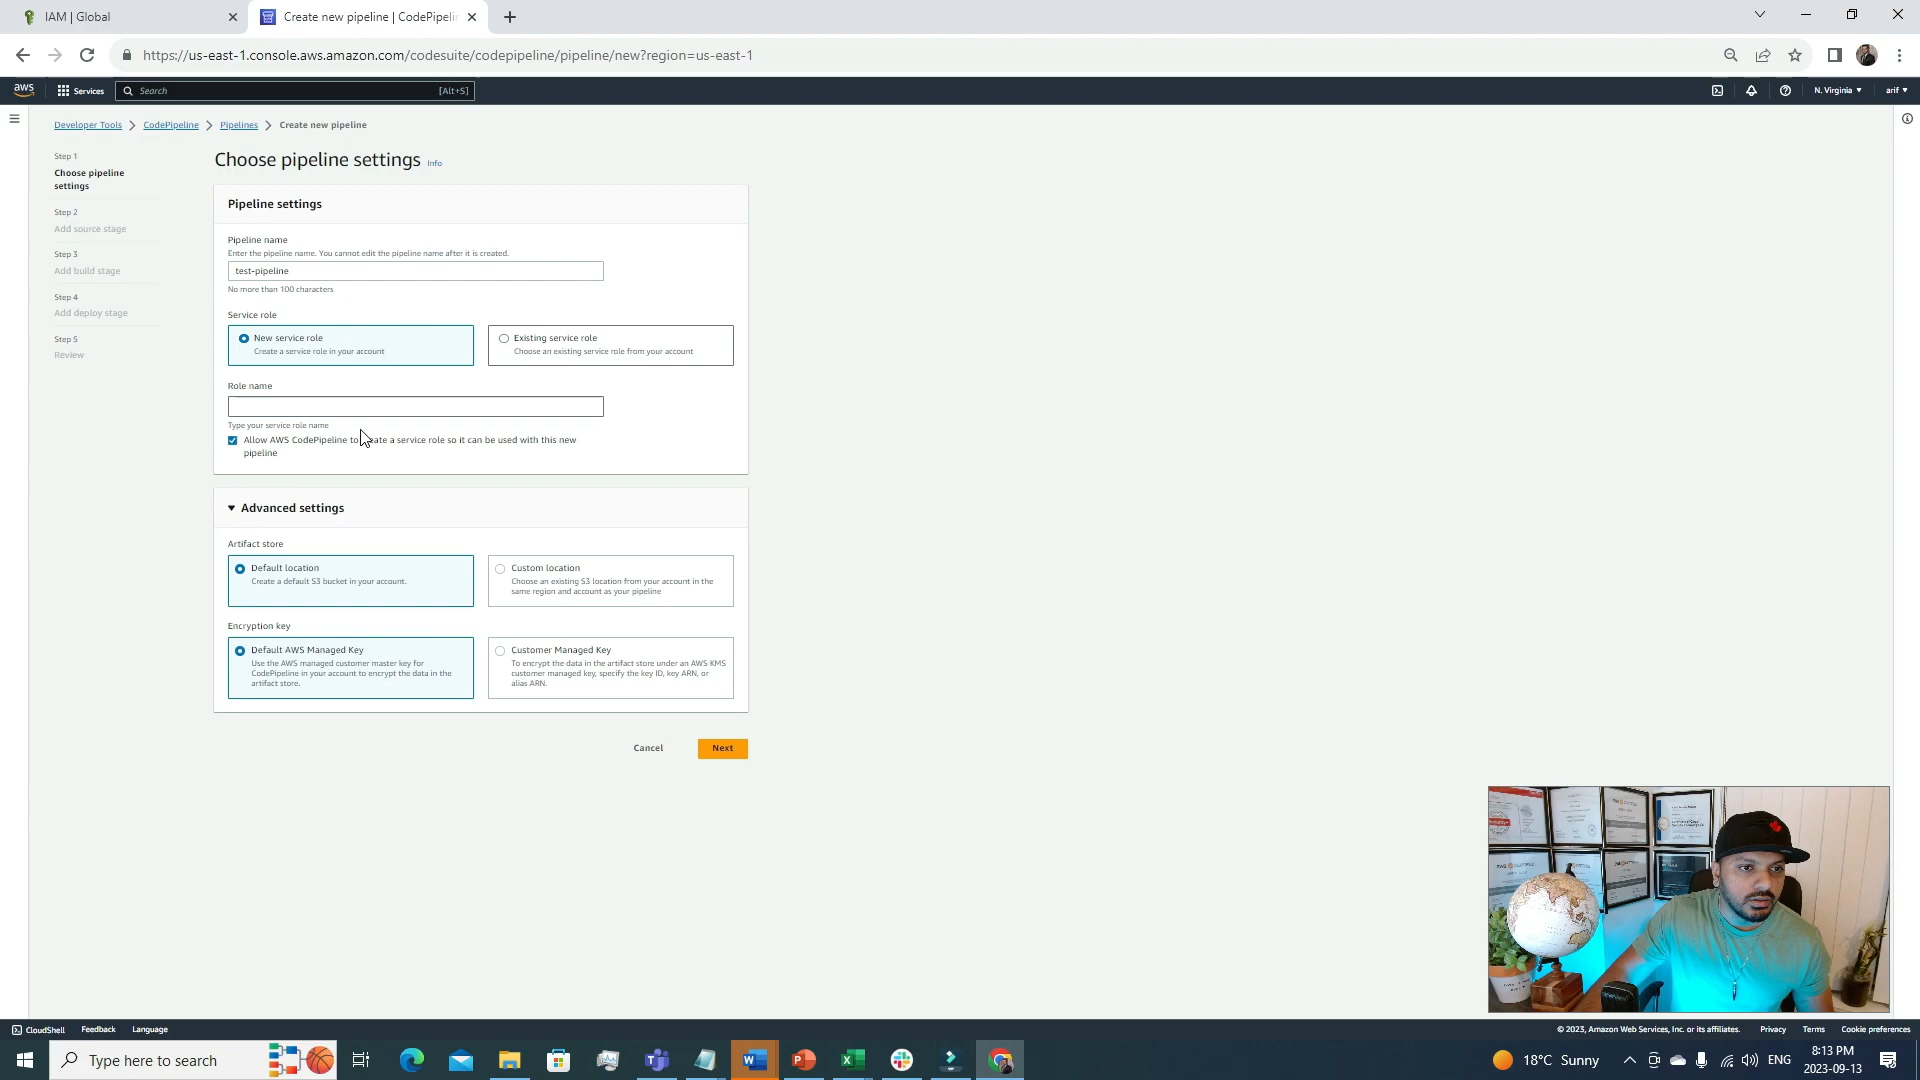 IAM | Global
Create new pipeline | CodePipelin
https://us-east-1.console.aws.amazon.com/codesuite/codepipeline/pipeline/new?region=us-east-1
aws
Services
Search
[Alt+S]
N. Virginia
arif
Developer Tools
CodePipeline
Pipelines
Create new pipeline
Step 1
Choose pipeline
settings
Step 2
Add source stage
Step 3
Add build stage
Step 4
Add deploy stage
Step 5
Review
Choose pipeline settings
Info
Pipeline settings
Pipeline name
Enter the pipeline name. You cannot edit the pipeline name after it is created.
test-pipeline
No more than 100 characters
Service role
New service role
Create a service role in your account
Existing service role
Choose an existing service role from your account
Role name
Type your service role name
Allow AWS CodePipeline to create a service role so it can be used with this new
pipeline
Advanced settings
Artifact store
Default location
Create a default S3 bucket in your account.
Custom location
Choose an existing S3 location from your account in the
same region and account as your pipeline
Encryption key
Default AWS Managed Key
Use the AWS managed customer master key for
CodePipeline in your account to encrypt the data in the
artifact store.
Customer Managed Key
To encrypt the data in the artifact store under an AWS KMS
customer managed key, specify the key ID, key ARN, or
alias ARN.
Cancel
Next
CloudShell
Feedback
Language
© 2023, Amazon Web Services, Inc. or its affiliates.
Privacy
Terms
Cookie preferences
Type here to search
18°C Sunny
ENG
8:13 PM
2023-09-13